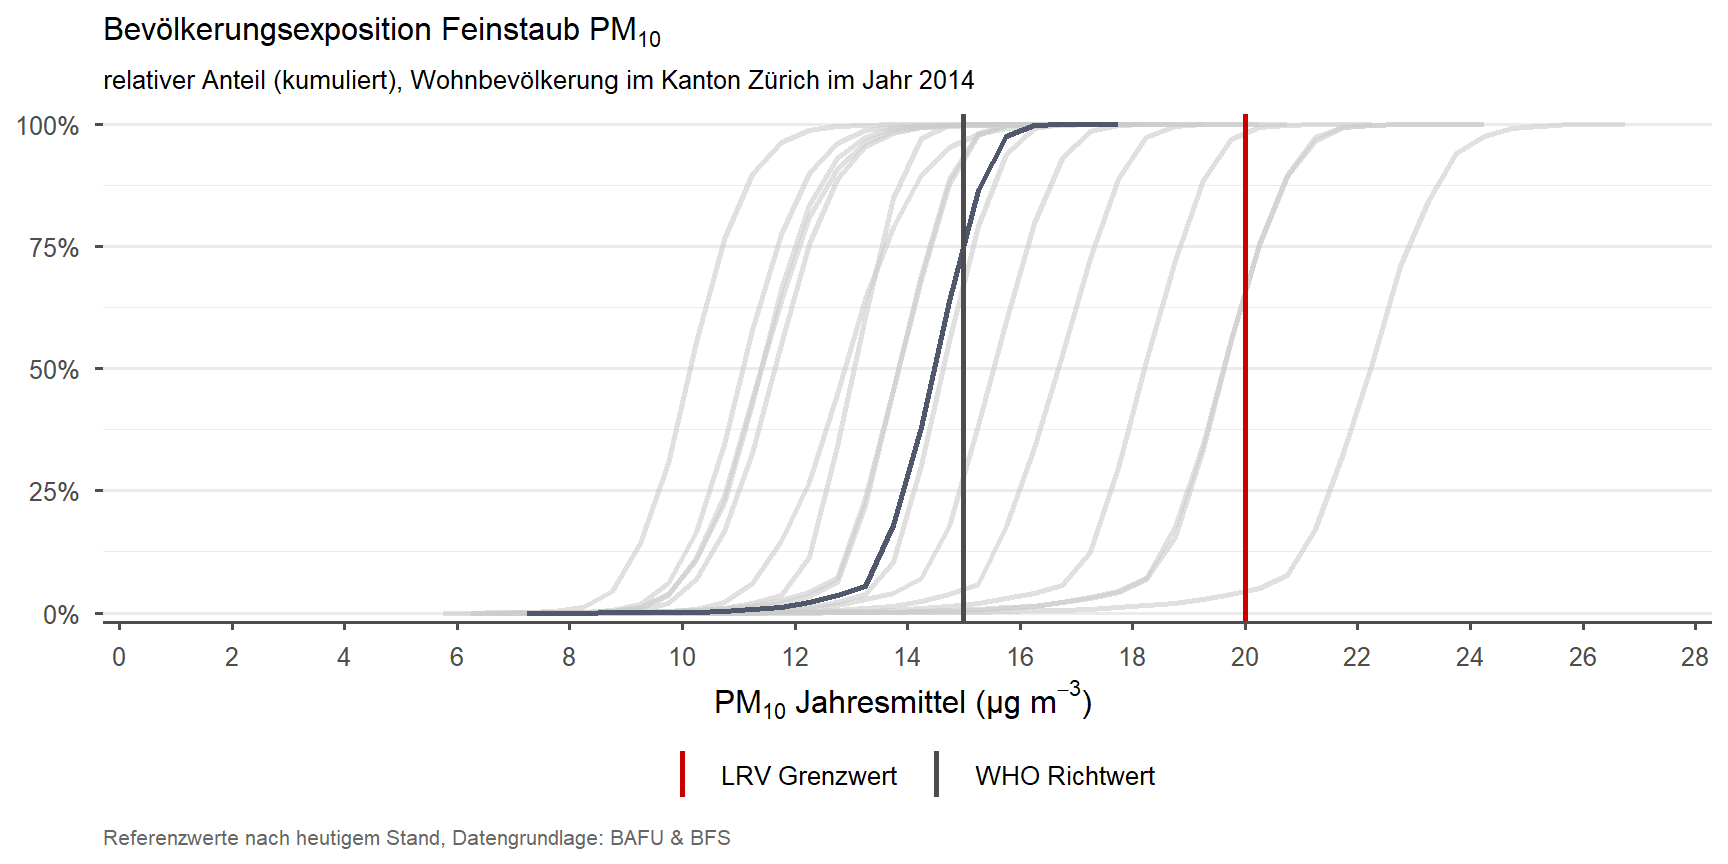 Bevölkerungsexposition Feinstaub PM₁₀
relativer Anteil (kumuliert), Wohnbevölkerung im Kanton Zürich im Jahr 2014
100%
75%
50%
25%
0%
0 2 4 6 8 10 12 14 16 18 20 22 24 26 28
PM₁₀ Jahresmittel (µg m⁻³)
LRV Grenzwert WHO Richtwert
Referenzwerte nach heutigem Stand, Datengrundlage: BAFU & BFS